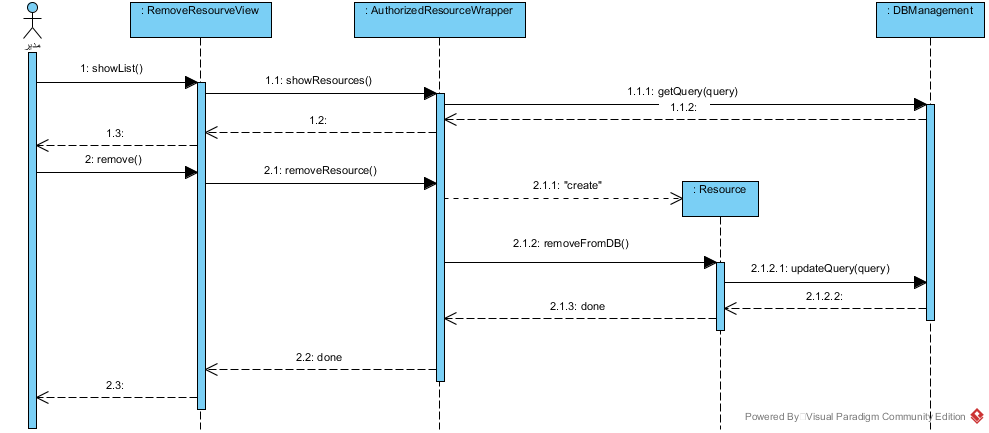 : RemoveResourveView
: AuthorizedResourceWrapper
: DBManagement
مدير
1: showList()
1.1: showResources()
1.1.1: getQuery(query)
1.1.2:
1.2:
1.3:
2: remove()
2.1: removeResource()
2.1.1: "create"
: Resource
2.1.2: removeFromDB()
2.1.2.1: updateQuery(query)
2.1.2.2:
2.1.3: done
2.2: done
2.3:
Powered By Visual Paradigm Community Edition